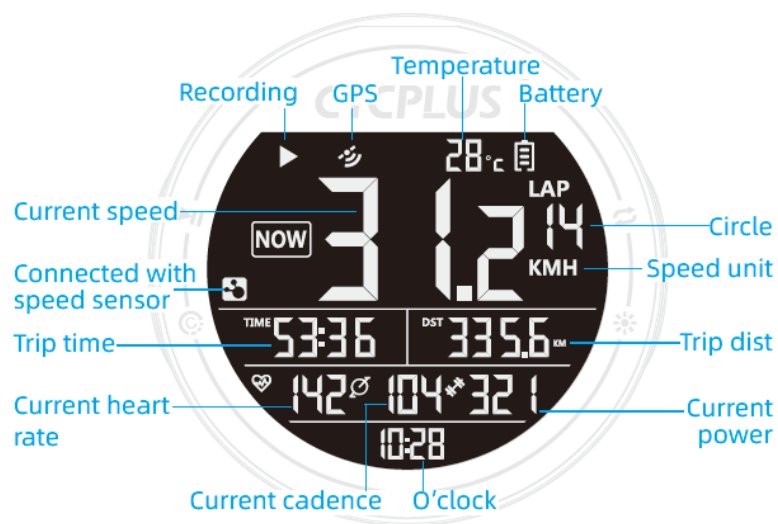 CYCPLUS
Temperature
Recording GPS Battery
28°C
Current speed
31.2
LAP
14
Circle
NOW
KMH
Speed unit
Connected with
speed sensor
TIME 53:36
DST 335.6 KM
Trip time
Trip dist
142 104 321
Current heart
rate
Current
power
10:28
Current cadence O'clock